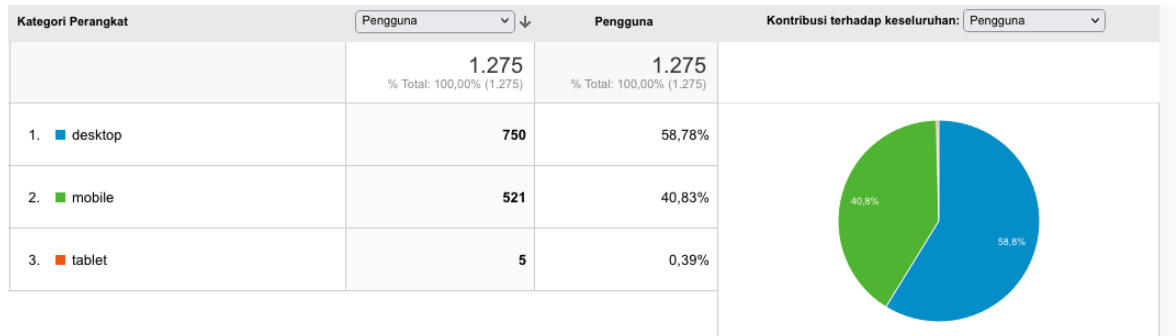 Kategori Perangkat
Pengguna
Pengguna
Kontribusi terhadap keseluruhan: Pengguna
1.275
% Total: 100,00% (1.275)
1.275
% Total: 100,00% (1.275)
1. desktop 750 58,78%
2. mobile 521 40,83%
3. tablet 5 0,39%
40,8%
58,8%